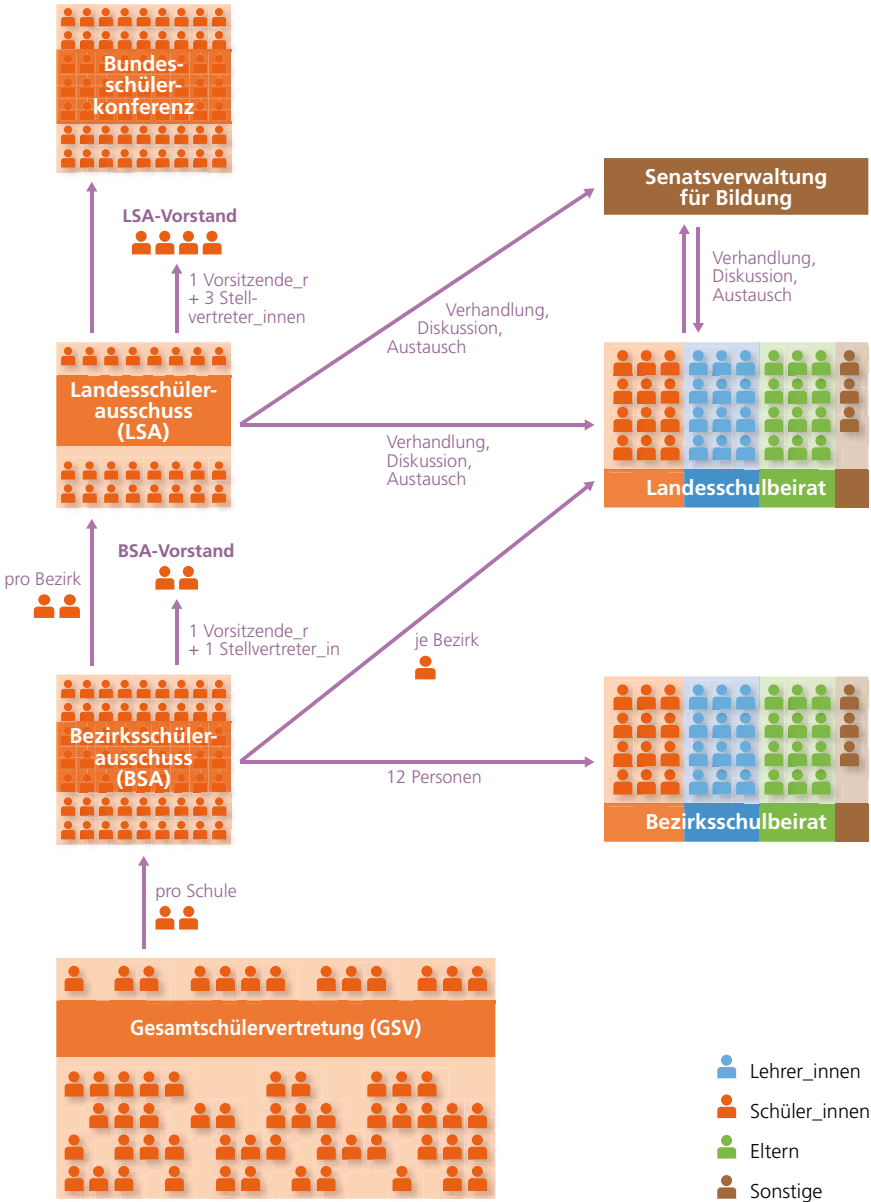 Bundes-
schüler-
konferenz
LSA-Vorstand
1 Vorsitzende_r
+ 3 Stell-
vertreter_innen
Senatsverwaltung
für Bildung
Verhandlung,
Diskussion,
Austausch
Verhandlung,
Diskussion,
Austausch
Landesschüler-
ausschuss
(LSA)
Verhandlung,
Diskussion,
Austausch
Landesschulbeirat
pro Bezirk
BSA-Vorstand
1 Vorsitzende_r
+ 1 Stellvertreter_in
je Bezirk
Bezirksschüler-
ausschuss
(BSA)
12 Personen
Bezirksschulbeirat
pro Schule
Gesamtschülervertretung (GSV)
Lehrer_innen
Schüler_innen
Eltern
Sonstige